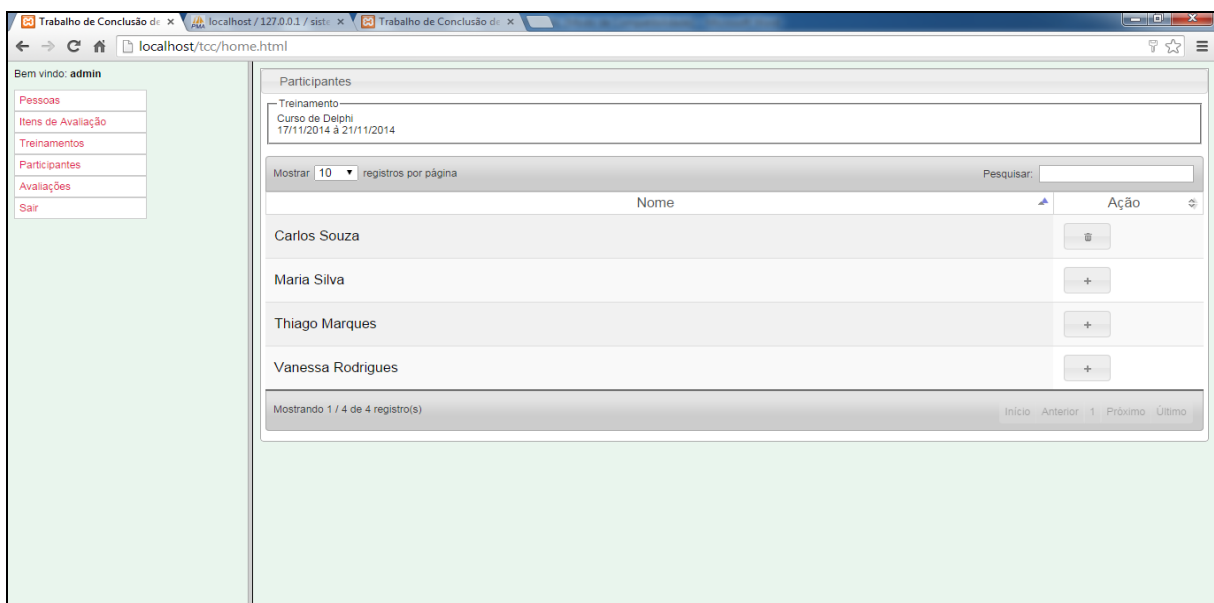 Trabalho de Conclusão de
localhost / 127.0.0.1 / siste
Trabalho de Conclusão de
localhost/tcc/home.html
Bem vindo: admin
Pessoas
Itens de Avaliação
Treinamentos
Participantes
Avaliações
Sair
Participantes
Treinamento
Curso de Delphi
17/11/2014 á 21/11/2014
Mostrar 10 registros por página
Pesquisar:
Nome Ação
Carlos Souza
Maria Silva
Thiago Marques
Vanessa Rodrigues
Mostrando 1 / 4 de 4 registro(s)
Início Anterior 1 Próximo Último